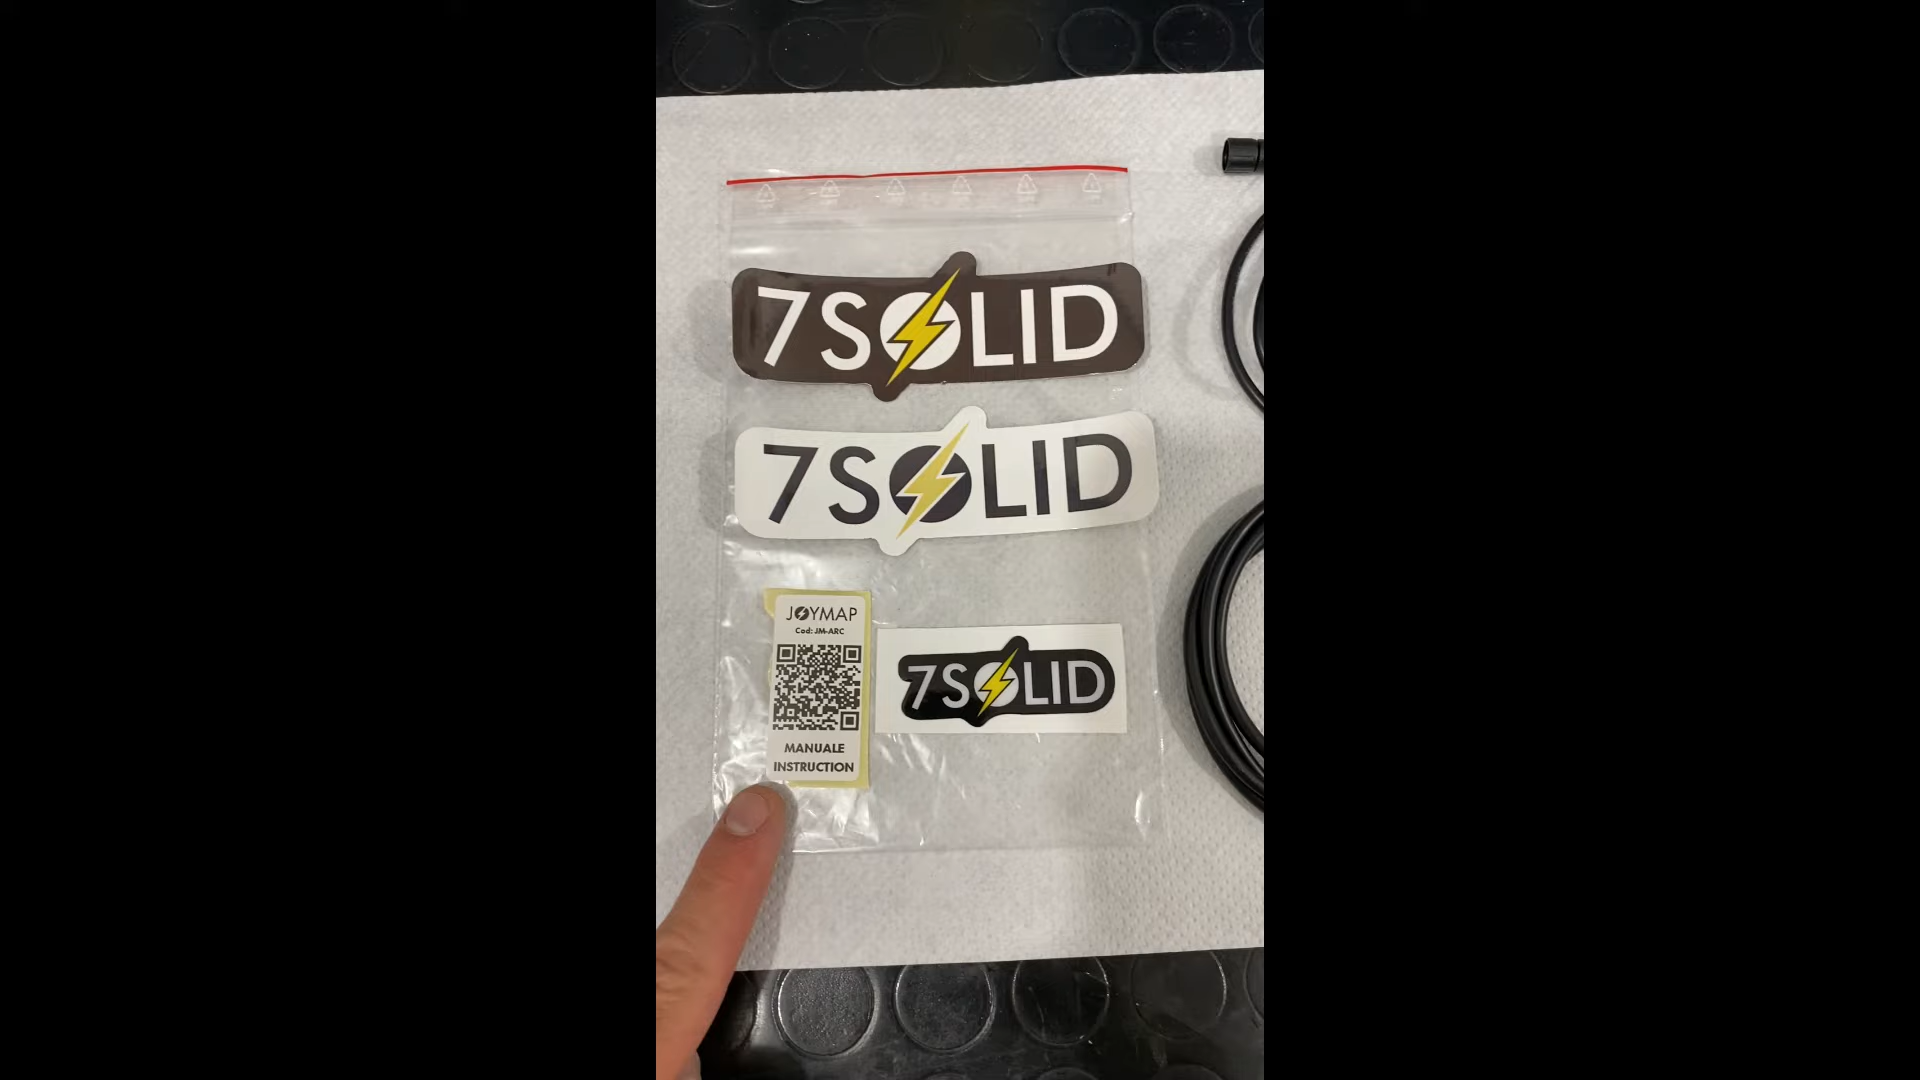 7SOLID
7SOLID
JOYMAP
Cod: JM-ARC
MANUALE
INSTRUCTION
7SOLID